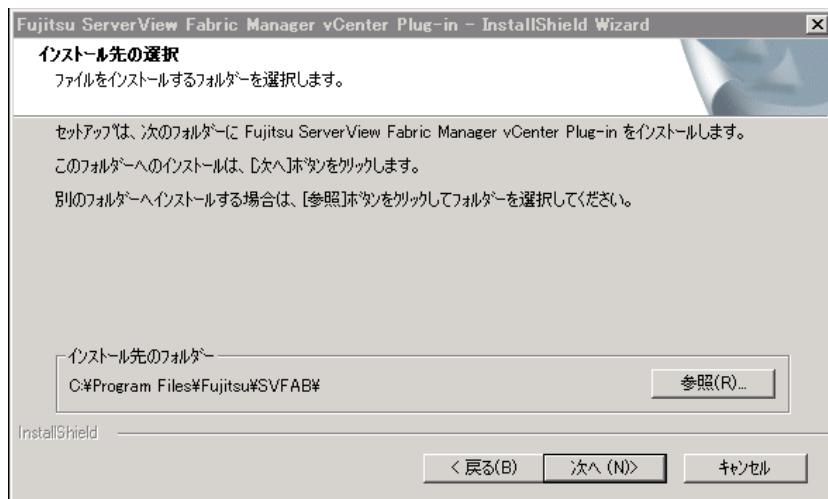 Fujitsu ServerView Fabric Manager vCenter Plug-in - InstallShield Wizard
インストール先の選択
ファイルをインストールするフォルダーを選択します。
セットアップは、次のフォルダーに Fujitsu ServerView Fabric Manager vCenter Plug-in をインストールします。
このフォルダーへのインストールは、[次へ]ボタンをクリックします。
別のフォルダーへインストールする場合は、[参照]ボタンをクリックしてフォルダーを選択してください。
インストール先のフォルダー
C:¥Program Files¥Fujitsu¥SVFAB¥
参照(R)...
InstallShield
< 戻る(B)
次へ (N)>
キャンセル